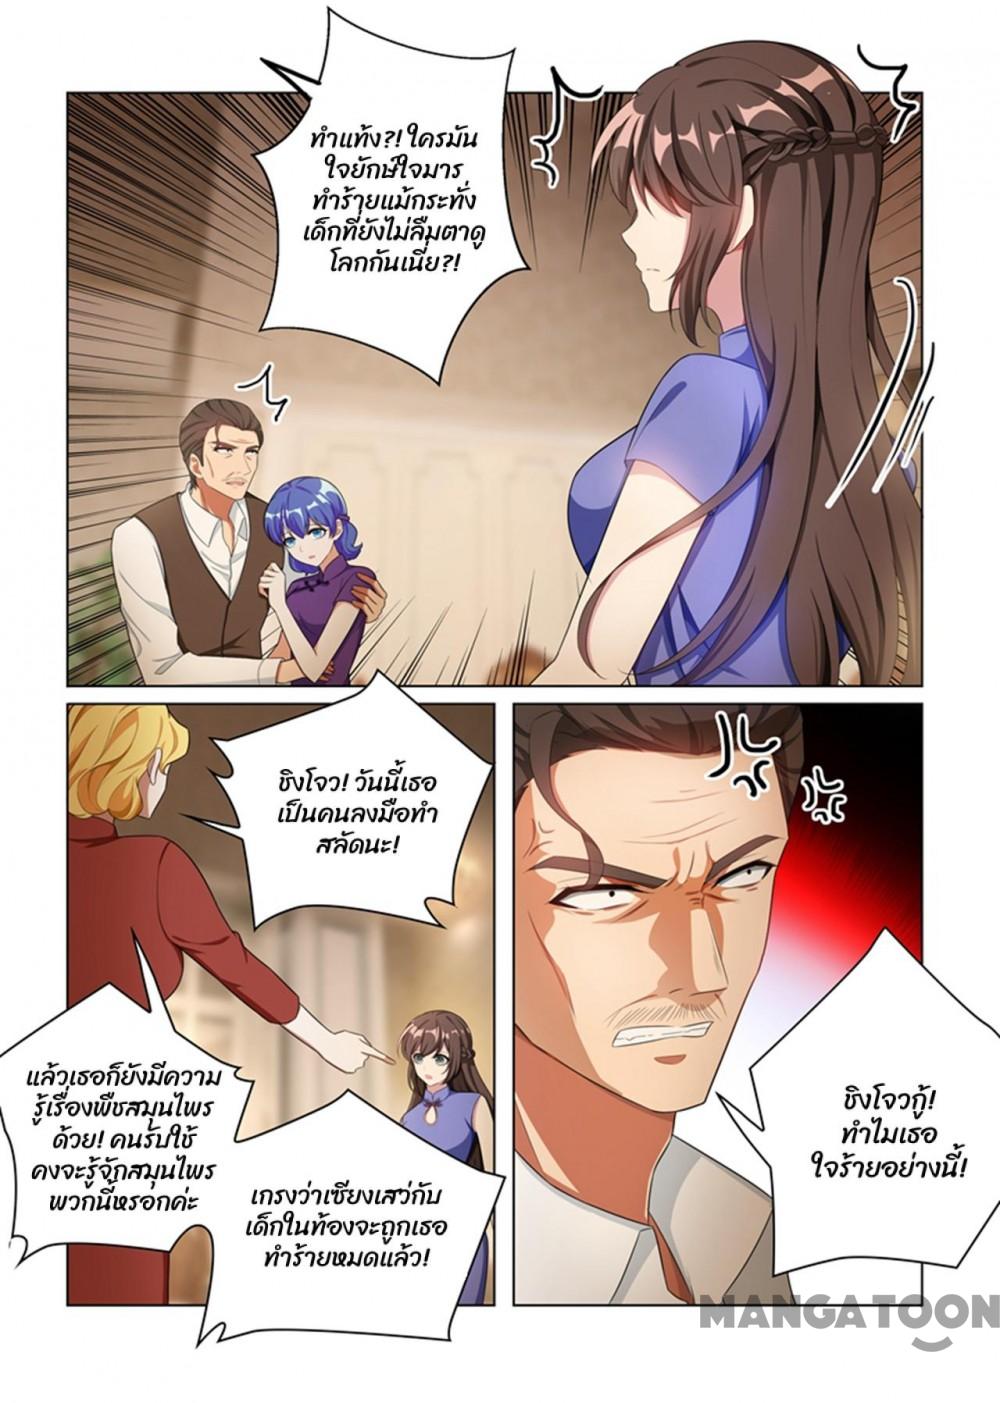 ทำแท้ง?! ใครมัน
ใจยักษ์ใจมาร
ทำร้ายแม้กระทั่ง
เด็กที่ยังไม่ลืมตาดู
โลกกันเนี่ย?!
ชิงโจว! วันนี้เธอ
เป็นคนลงมือทำ
สลัดนะ!
แล้วเธอก็ยังมีความ
รู้เรื่องพืชสมุนไพร
ด้วย! คนรับใช้
คงจะรู้จักสมุนไพร
พวกนี้หรอกค่ะ
เกรงว่าเซียงเสว่กับ
เด็กในท้องจะถูกเธอ
ทำร้ายหมดแล้ว!
ชิงโจวกู้!
ทำไมเธอ
ใจร้ายอย่างนี้!
MANGATOON